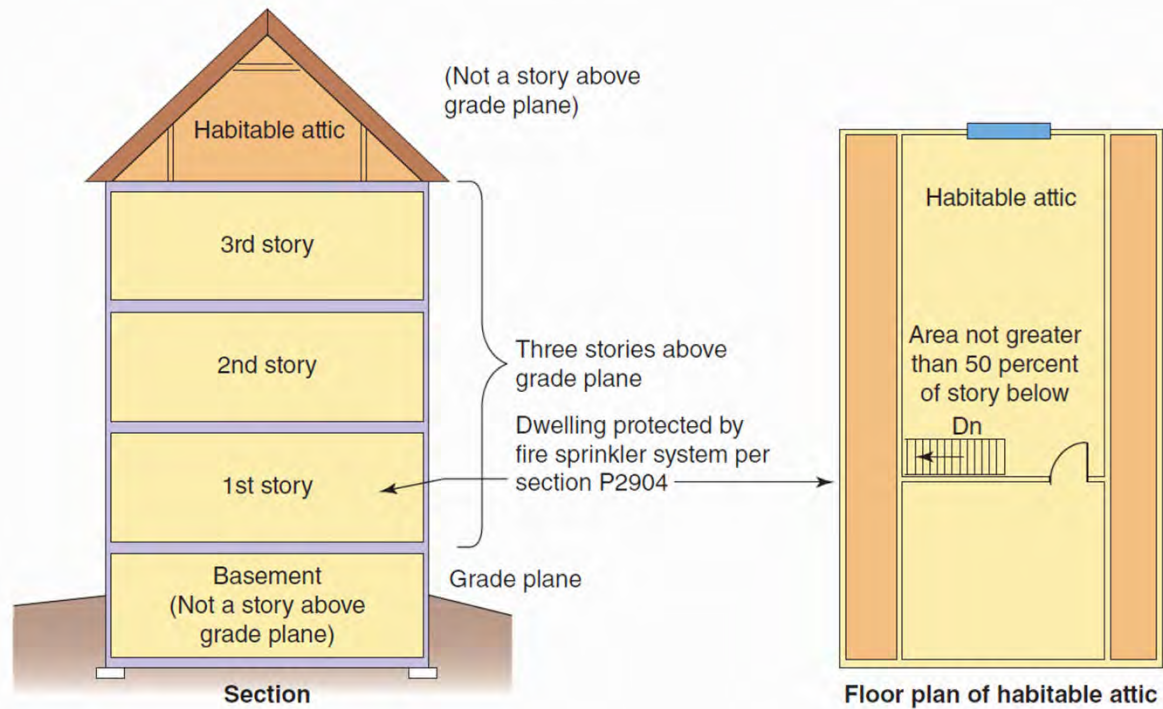 (Not a story above
grade plane)
Habitable attic
3rd story
2nd story
1st story
Three stories above
grade plane
Dwelling protected by
fire sprinkler system per
section P2904
Basement
(Not a story above
grade plane)
Grade plane
Section
Habitable attic
Area not greater
than 50 percent
of story below
Dn
Floor plan of habitable attic